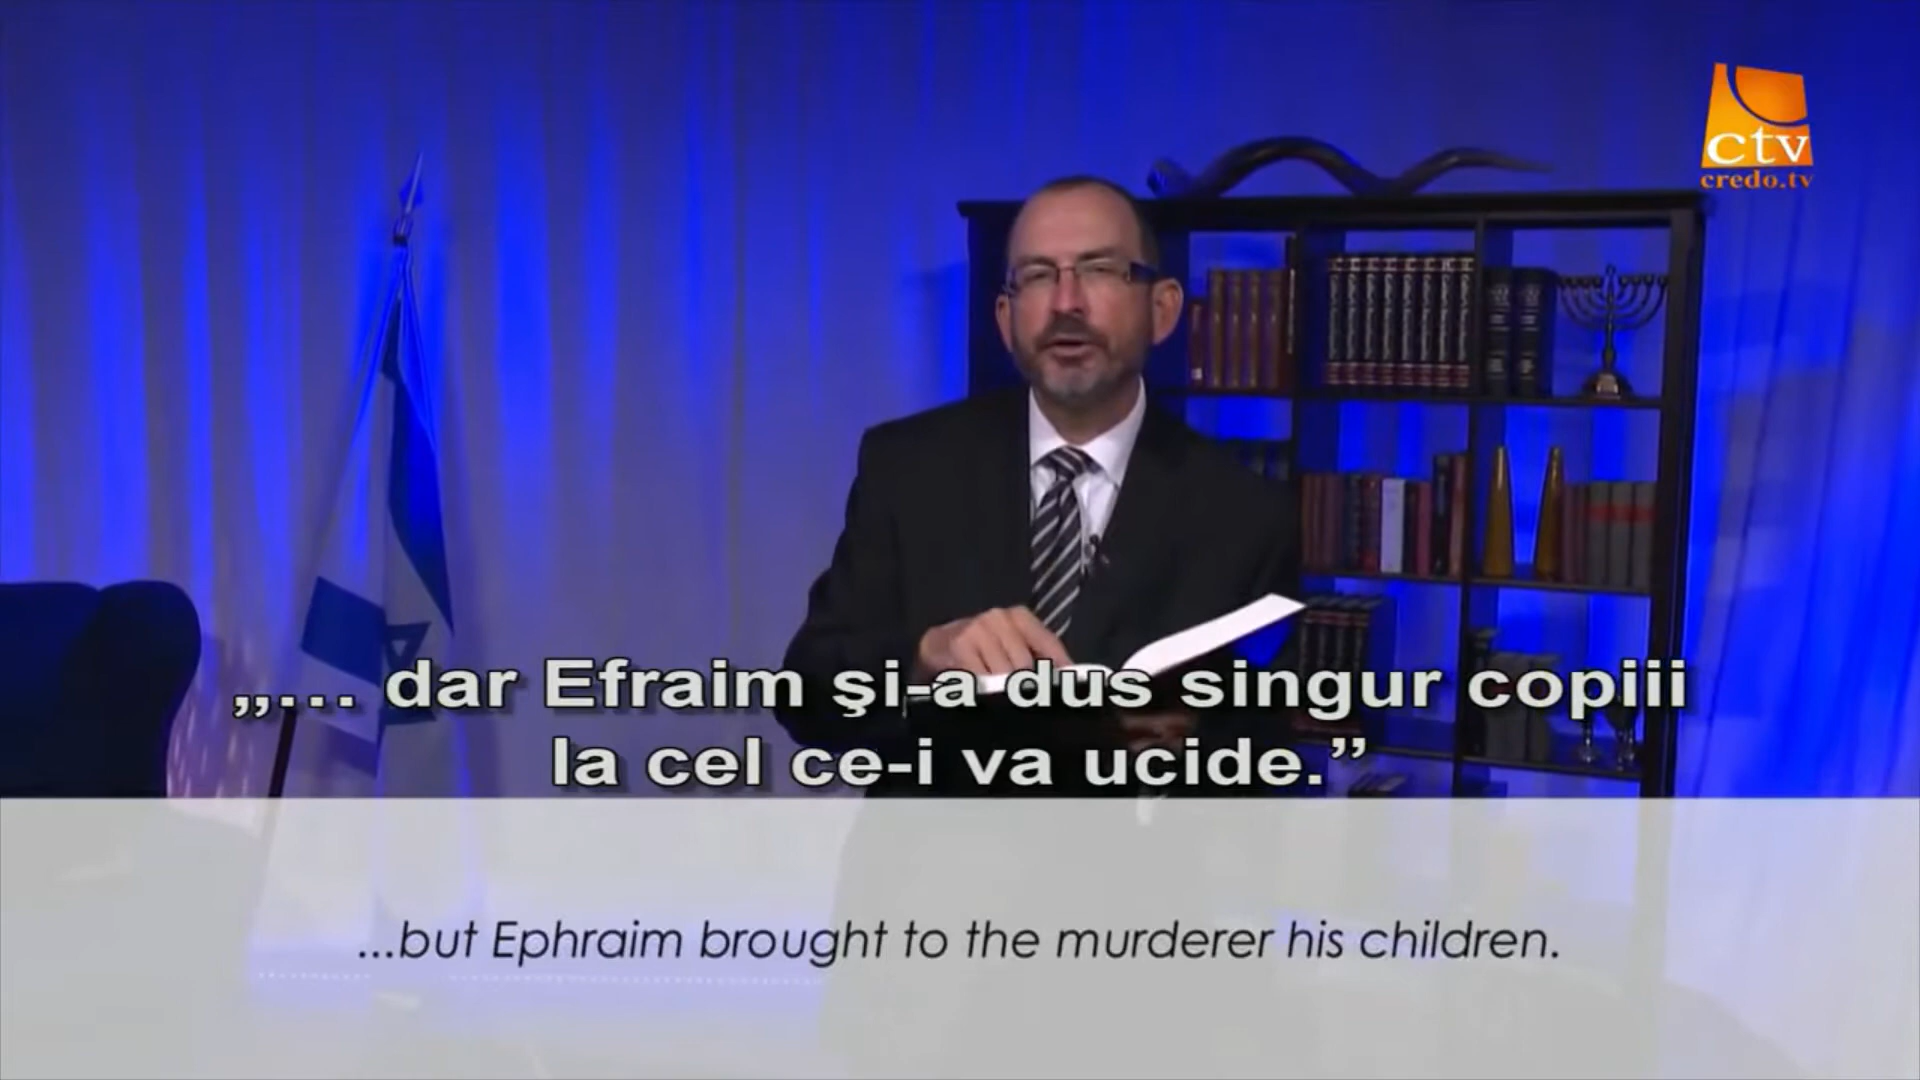 ctv
credo.tv
„… dar Efraim şi-a dus singur copiii
la cel ce-i va ucide.”
...but Ephraim brought to the murderer his children.